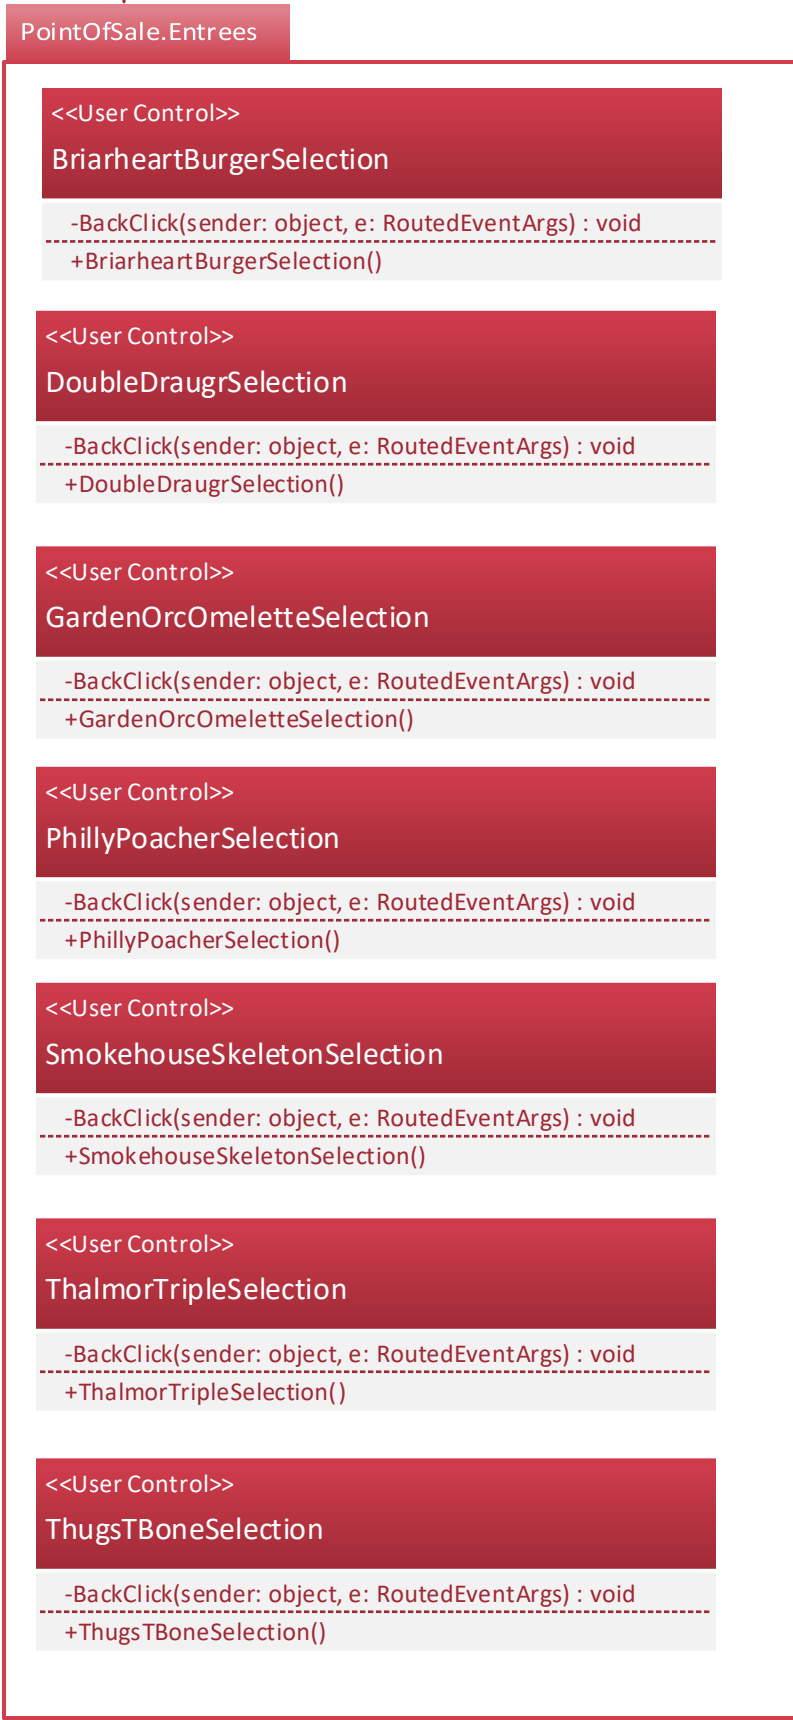 PointOfSale.Entrees
<<User Control>>
BriarheartBurgerSelection
-BackClick(sender: object, e: RoutedEventArgs) : void
+BriarheartBurgerSelection()
<<User Control>>
DoubleDraugrSelection
-BackClick(sender: object, e: RoutedEventArgs) : void
+DoubleDraugrSelection()
<<User Control>>
GardenOrcOmeletteSelection
-BackClick(sender: object, e: RoutedEventArgs) : void
+GardenOrcOmeletteSelection()
<<User Control>>
PhillyPoacherSelection
-BackClick(sender: object, e: RoutedEventArgs) : void
+PhillyPoacherSelection()
<<User Control>>
SmokehouseSkeletonSelection
-BackClick(sender: object, e: RoutedEventArgs) : void
+SmokehouseSkeletonSelection()
<<User Control>>
ThalmorTripleSelection
-BackClick(sender: object, e: RoutedEventArgs) : void
+ThalmorTripleSelection()
<<User Control>>
ThugsTBoneSelection
-BackClick(sender: object, e: RoutedEventArgs) : void
+ThugsTBoneSelection()